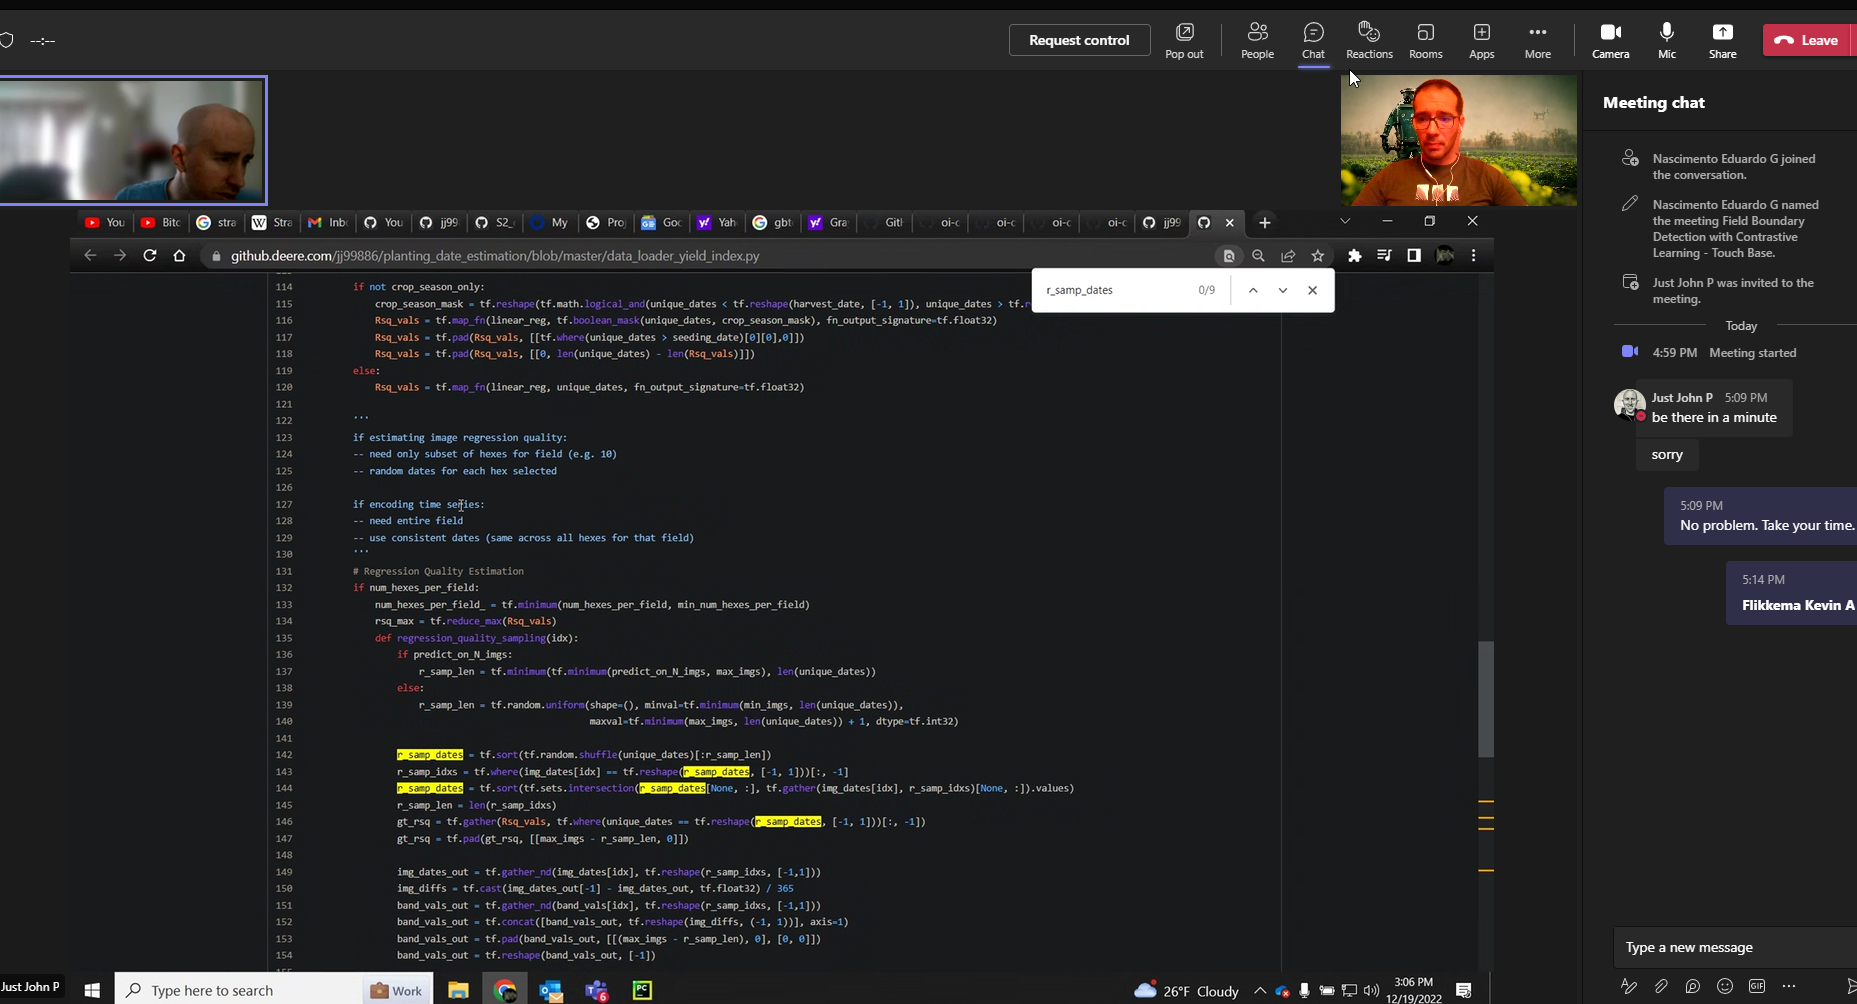 --:--
Request control
Pop out
People
Chat
Reactions
Rooms
Apps
More
Camera
Mic
Share
Leave
Meeting chat
Nascimento Eduardo G joined
the conversation.
Nascimento Eduardo G named
the meeting Field Boundary
Detection with Contrastive
Learning - Touch Base.
Just John P was invited to the
meeting.
Today
4:59 PM Meeting started
Just John P 5:09 PM
be there in a minute
sorry
5:09 PM
No problem. Take your time.
5:14 PM
Flikkema Kevin A
Type a new message
GIF
You Bitc stra Stra Inb You jj99 S2_ My Proj Goc Yah gbt Gra Git oi-c oi-c oi-c oi-c jj99
github.deere.com/jj99886/planting_date_estimation/blob/master/data_loader_yield_index.py
r_samp_dates 0/9
114 if not crop_season_only:
115 crop_season_mask = tf.reshape(tf.math.logical_and(unique_dates < tf.reshape(harvest_date, [-1, 1]), unique_dates > tf.r
116 Rsq_vals = tf.map_fn(linear_reg, tf.boolean_mask(unique_dates, crop_season_mask), fn_output_signature=tf.float32)
117 Rsq_vals = tf.pad(Rsq_vals, [[tf.where(unique_dates > seeding_date)[0][0],0]])
118 Rsq_vals = tf.pad(Rsq_vals, [[0, len(unique_dates) - len(Rsq_vals)]])
119 else:
120 Rsq_vals = tf.map_fn(linear_reg, unique_dates, fn_output_signature=tf.float32)
121
122 '''
123 if estimating image regression quality:
124 -- need only subset of hexes for field (e.g. 10)
125 -- random dates for each hex selected
126
127 if encoding time series:
128 -- need entire field
129 -- use consistent dates (same across all hexes for that field)
130 '''
131 # Regression Quality Estimation
132 if num_hexes_per_field:
133 num_hexes_per_field_ = tf.minimum(num_hexes_per_field, min_num_hexes_per_field)
134 rsq_max = tf.reduce_max(Rsq_vals)
135 def regression_quality_sampling(idx):
136 if predict_on_N_imgs:
137 r_samp_len = tf.minimum(tf.minimum(predict_on_N_imgs, max_imgs), len(unique_dates))
138 else:
139 r_samp_len = tf.random.uniform(shape=(), minval=tf.minimum(min_imgs, len(unique_dates)),
140 maxval=tf.minimum(max_imgs, len(unique_dates)) + 1, dtype=tf.int32)
141
142 r_samp_dates = tf.sort(tf.random.shuffle(unique_dates)[:r_samp_len])
143 r_samp_idxs = tf.where(img_dates[idx] == tf.reshape(r_samp_dates, [-1, 1]))[:, -1]
144 r_samp_dates = tf.sort(tf.sets.intersection(r_samp_dates[None, :], tf.gather(img_dates[idx], r_samp_idxs)[None, :]).values)
145 r_samp_len = len(r_samp_idxs)
146 gt_rsq = tf.gather(Rsq_vals, tf.where(unique_dates == tf.reshape(r_samp_dates, [-1, 1]))[:, -1])
147 gt_rsq = tf.pad(gt_rsq, [[max_imgs - r_samp_len, 0]])
148
149 img_dates_out = tf.gather_nd(img_dates[idx], tf.reshape(r_samp_idxs, [-1,1]))
150 img_diffs = tf.cast(img_dates_out[-1] - img_dates_out, tf.float32) / 365
151 band_vals_out = tf.gather_nd(band_vals[idx], tf.reshape(r_samp_idxs, [-1,1]))
152 band_vals_out = tf.concat([band_vals_out, tf.reshape(img_diffs, (-1, 1))], axis=1)
153 band_vals_out = tf.pad(band_vals_out, [[(max_imgs - r_samp_len), 0], [0, 0]])
154 band_vals_out = tf.reshape(band_vals_out, [-1])
Just John P
Type here to search
Work
26°F Cloudy
3:06 PM
12/19/2022